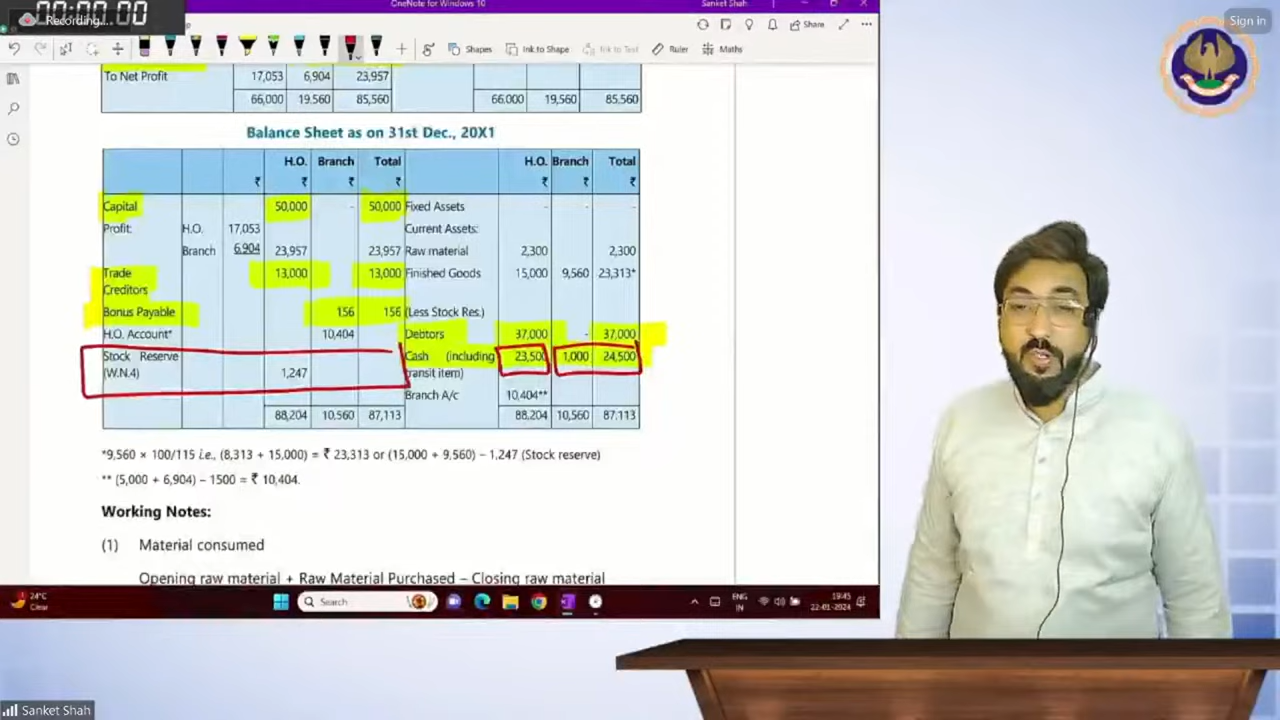 Recording...
OneNote for Windows 10
Sanket Shah
Sign in
Shapes
Ink to Shape
Ink to Text
Ruler
Maths
Share
To Net Profit 17,053 6,904 23,957
66,000 19,560 85,560 66,000 19,560 85,560
Balance Sheet as on 31st Dec., 20X1
H.O. Branch Total H.O. Branch Total
₹ ₹ ₹ ₹ ₹ ₹ ₹
Capital 50,000 - 50,000 Fixed Assets - - -
Profit: H.O. 17,053 Current Assets:
Branch 6,904 23,957 23,957 Raw material 2,300 2,300
Trade 13,000 13,000 Finished Goods 15,000 9,560 23,313*
Creditors
Bonus Payable 156 156 (Less Stock Res.)
H.O. Account* 10,404 Debtors 37,000 - 37,000
Stock Reserve Cash (including 23,500 1,000 24,500
(W.N.4) 1,247 transit item)
Branch A/c 10,404**
88,204 10,560 87,113 88,204 10,560 87,113
*9,560 × 100/115 i.e., (8,313 + 15,000) = ₹ 23,313 or (15,000 + 9,560) – 1,247 (Stock reserve)
** (5,000 + 6,904) – 1500 = ₹ 10,404.
Working Notes:
(1) Material consumed
Opening raw material + Raw Material Purchased – Closing raw material
24°C
Clear
Search
ENG
IN
19:45
22-01-2024
Sanket Shah